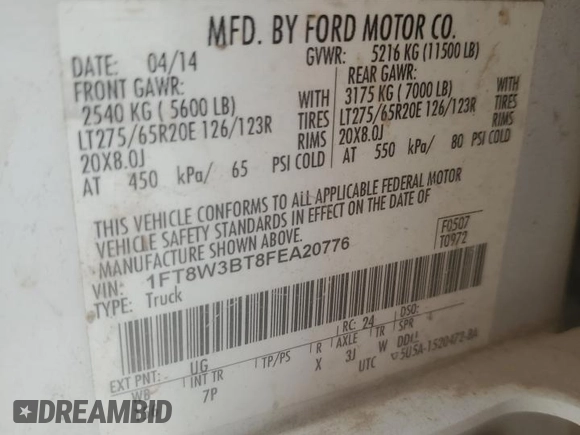 MFD. BY FORD MOTOR CO.
DATE: 04/14 GVWR: 5216 KG (11500 LB)
FRONT GAWR: REAR GAWR:
2540 KG ( 5600 LB) WITH 3175 KG ( 7000 LB) WITH
LT275/65R20E 126/123R TIRES LT275/65R20E 126/123R TIRES
20X8.0J RIMS 20X8.0J RIMS
AT 450 kPa/ 65 PSI COLD AT 550 kPa/ 80 PSI COLD
THIS VEHICLE CONFORMS TO ALL APPLICABLE FEDERAL MOTOR
VEHICLE SAFETY STANDARDS IN EFFECT ON THE DATE OF
MANUFACTURE SHOWN ABOVE.
VIN: 1FT8W3BT8FEA20776 F0507
TYPE: Truck T0972
EXT PNT: UG RC: 24 DSO:
WB INT TR TP/PS R AXLE TR SPR
7P X 3J W
UTC
DREAMBID